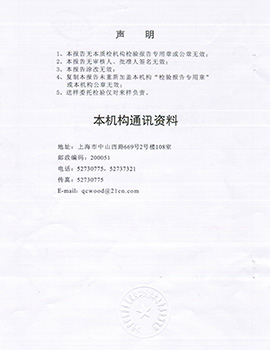 声 明
1、本报告无本质检机构检验报告专用章或公章无效;
2、本报告无审核人、批准人签名无效;
3、本报告涂改无效;
4、复制本报告未重新加盖本机构“检验报告专用章”
或本机构公章无效;
5、送样委托检验仅对来样负责。
本机构通讯资料
地址: 上海市中山西路669号2号楼108室
邮政编码: 200051
电话: 52730775、52737321
传真: 52730775
E-mail: qcwood@21cn.com